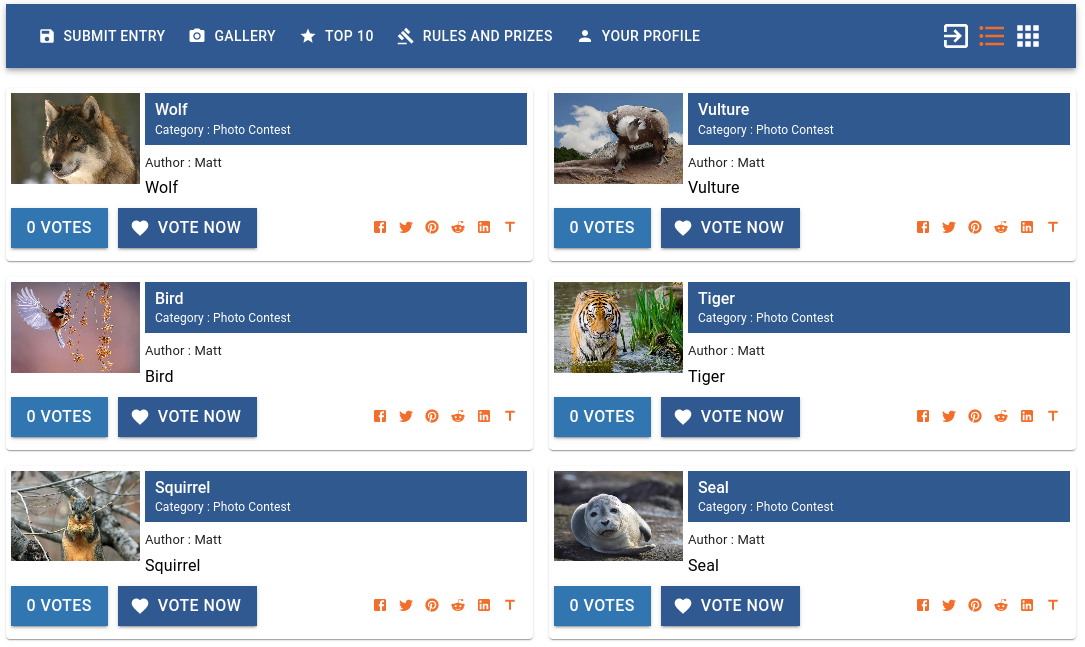 SUBMIT ENTRY GALLERY TOP 10 RULES AND PRIZES YOUR PROFILE
Wolf
Category : Photo Contest
Author : Matt
Wolf
0 VOTES VOTE NOW
Vulture
Category : Photo Contest
Author : Matt
Vulture
0 VOTES VOTE NOW
Bird
Category : Photo Contest
Author : Matt
Bird
0 VOTES VOTE NOW
Tiger
Category : Photo Contest
Author : Matt
Tiger
0 VOTES VOTE NOW
Squirrel
Category : Photo Contest
Author : Matt
Squirrel
0 VOTES VOTE NOW
Seal
Category : Photo Contest
Author : Matt
Seal
0 VOTES VOTE NOW